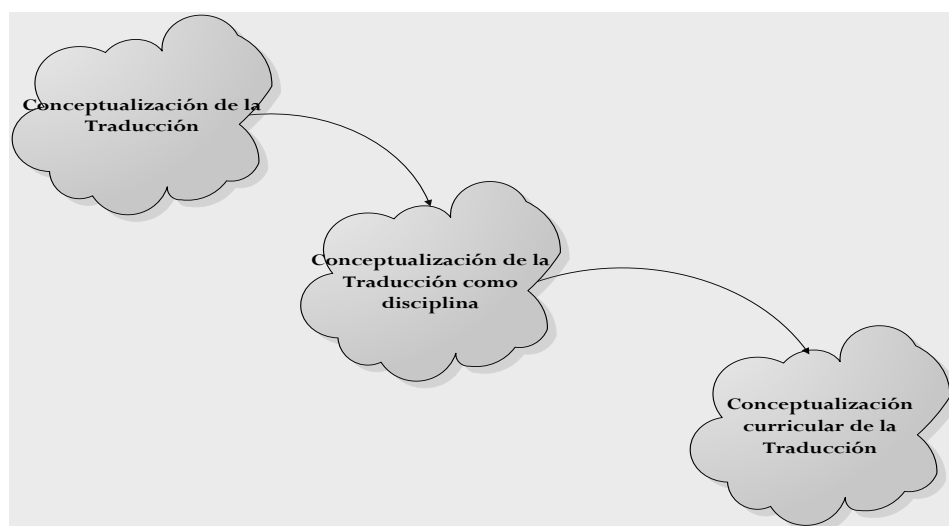 Conceptualización de la
Traducción
Conceptualización de la
Traducción como
disciplina
Conceptualización
curricular de la
Traducción